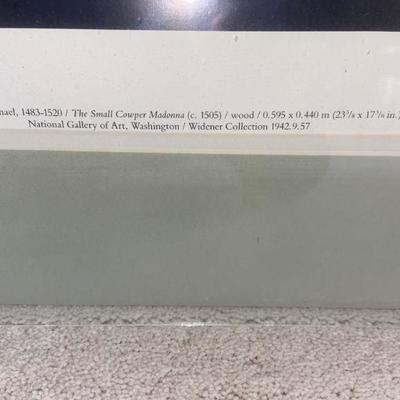 nael, 1483-1520 / The Small Cowper Madonna (c. 1505) / wood / 0.595 x 0.440 m (23⅜ x 17⅜ in.)
National Gallery of Art, Washington / Widener Collection 1942.9.57